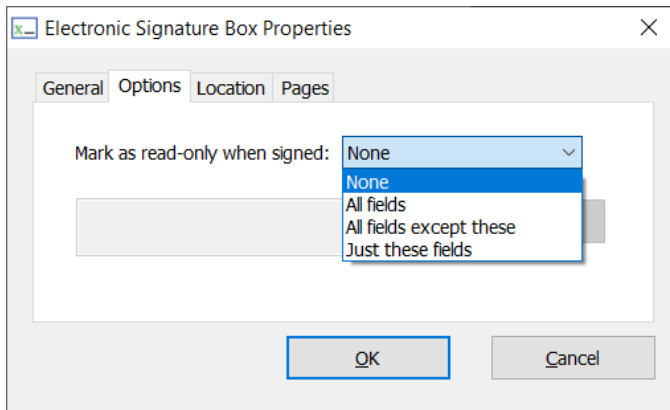 Electronic Signature Box Properties
General Options Location Pages
Mark as read-only when signed: None
None
All fields
All fields except these
Just these fields
OK Cancel